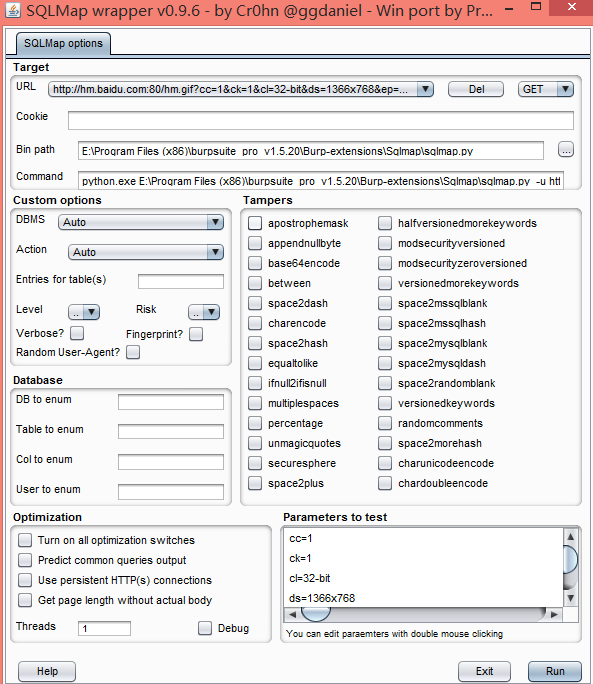 SQLMap wrapper v0.9.6 - by Cr0hn @ggdaniel - Win port by Pr...
SQLMap options
Target
URL http://hm.baidu.com:80/hm.gif?cc=1&ck=1&cl=32-bit&ds=1366x768&ep=... Del GET
Cookie
Bin path E:\Program Files (x86)\burpsuite_pro_v1.5.20\Burp-extensions\Sqlmap\sqlmap.py ...
Command python.exe E:\Program Files (x86)\burpsuite_pro_v1.5.20\Burp-extensions\Sqlmap\sqlmap.py -u htt
Custom options
DBMS Auto
Action Auto
Entries for table(s)
Level .. Risk ..
Verbose? Fingerprint?
Random User-Agent?
Database
DB to enum
Table to enum
Col to enum
User to enum
Tampers
apostrophemask halfversionedmorekeywords
appendnullbyte modsecurityversioned
base64encode modsecurityzeroversioned
between versionedmorekeywords
space2dash space2mssqlblank
charencode space2mssqlhash
space2hash space2mysqlblank
equaltolike space2mysqldash
ifnull2ifisnull space2randomblank
multiplespaces versionedkeywords
percentage randomcomments
unmagicquotes space2morehash
securesphere charunicodeencode
space2plus chardoubleencode
Optimization
Turn on all optimization switches
Predict common queries output
Use persistent HTTP(s) connections
Get page length without actual body
Threads 1 Debug
Parameters to test
cc=1
ck=1
cl=32-bit
ds=1366x768
You can edit paraemters with double mouse clicking
Help Exit Run